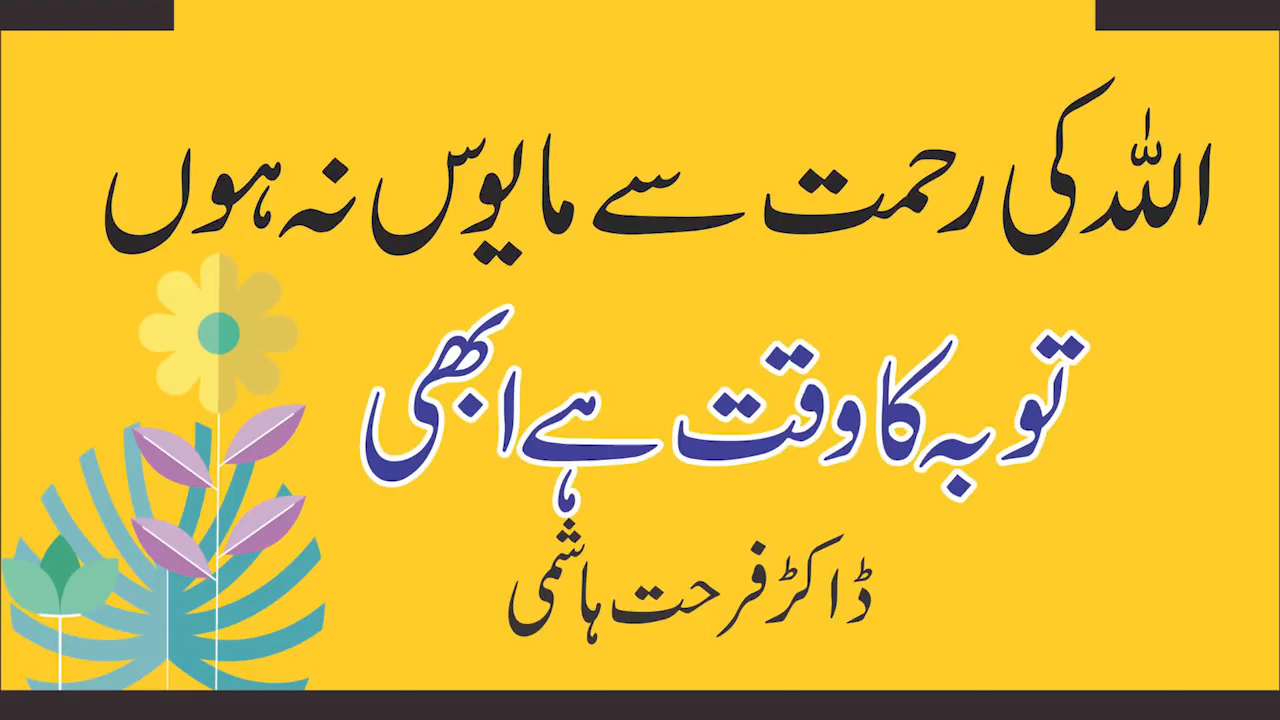 اللہ کی رحمت سے مایوس نہ ہوں
توبہ کا وقت ہے ابھی
ڈاکٹر فرحت ہاشمی